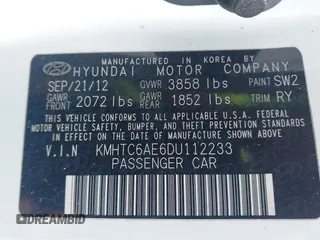 MANUFACTURED IN KOREA BY
HYUNDAI MOTOR COMPANY
SEP/21/12 GVWR 3858 lbs PAINT SW2
GAWR FRT 2072 lbs GAWR RR 1852 lbs TRIM RY
THIS VEHICLE CONFORMS TO ALL APPLICABLE U.S.A. FEDERAL
MOTOR VEHICLE SAFETY, BUMPER, AND THEFT PREVENTION
STANDARDS IN EFFECT ON THE DATE OF MANUFACTURE SHOWN ABOVE.
V.I.N KMHTC6AE6DU112233
PASSENGER CAR
DREAMBID